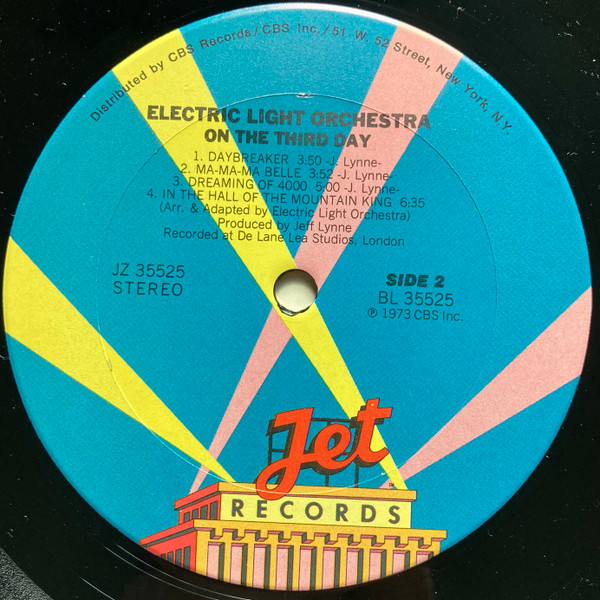 Distributed by CBS Records/CBS Inc./51 W. 52 Street, New York, N.Y.
ELECTRIC LIGHT ORCHESTRA
ON THE THIRD DAY
1. DAYBREAKER 3:50 -J. Lynne-
2. MA-MA-MA BELLE 3:52 -J. Lynne-
3. DREAMING OF 4000 5:00 -J. Lynne-
4. IN THE HALL OF THE MOUNTAIN KING 6:35
(Arr. & Adapted by Electric Light Orchestra)
Produced by Jeff Lynne
Recorded at De Lane Lea Studios, London
JZ 35525
STEREO
SIDE 2
BL 35525
℗ 1973 CBS Inc.
Jet
RECORDS